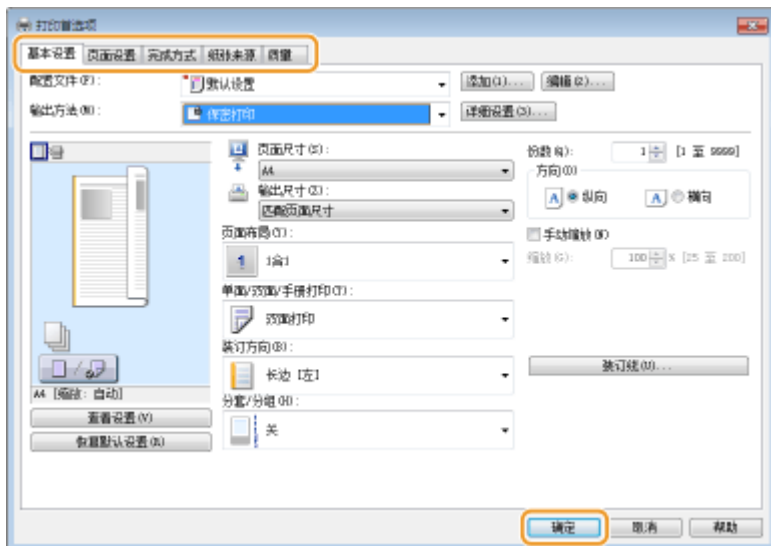 打印首选项
基本设置 页面设置 完成方式 纸张来源 质量
配置文件(F): 默认设置 添加(1)... 编辑(2)...
输出方法(M): 保密打印 详细设置(3)...
页面尺寸(S):
A4
输出尺寸(Z):
匹配页面尺寸
页面布局(Y):
1 1合1
单面/双面/手册打印(T):
双面打印
装订方向(B):
长边 [左]
分套/分组(H):
关
份数(Q): 1 [1 至 9999]
方向(O)
A 纵向 A 横向
手动缩放(W)
缩放(G): 100 % [25 至 200]
装订线(U)...
A4 [缩放: 自动]
查看设置(V)
恢复默认设置(R)
确定 取消 帮助